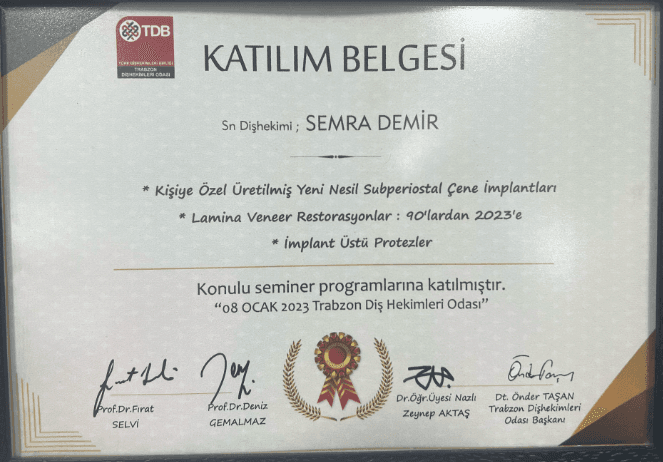 TDB
TÜRK DİŞHEKİMLERİ BİRLİĞİ
TRABZON
DİŞHEKİMLERİ ODASI
KATILIM BELGESİ
Sn Dişhekimi ; SEMRA DEMİR
* Kişiye Özel Üretilmiş Yeni Nesil Subperiostal Çene İmplantları
* Lamina Veneer Restorasyonlar : 90'lardan 2023'e
* İmplant Üstü Protezler
Konulu seminer programlarına katılmıştır.
“08 OCAK 2023 Trabzon Diş Hekimleri Odası”
Prof.Dr.Fırat
SELVİ
Prof.Dr.Deniz
GEMALMAZ
Dr.Öğr.Üyesi Nazlı
Zeynep AKTAŞ
Dt. Önder TAŞAN
Trabzon Dişhekimleri
Odası Başkanı